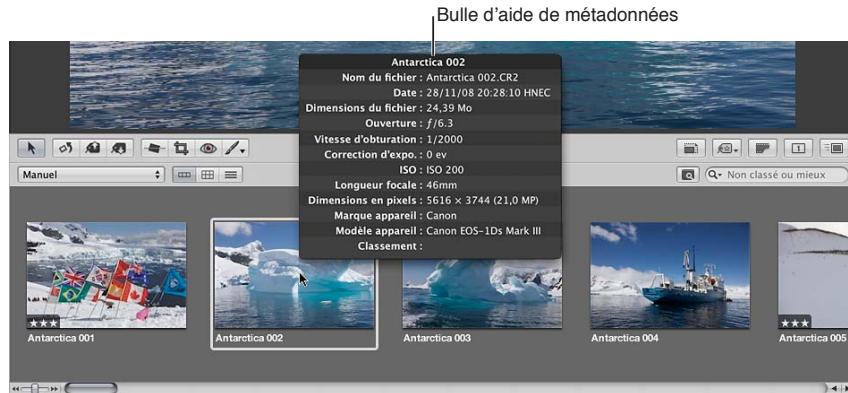 Bulle d'aide de métadonnées
Antarctica 002
Nom du fichier : Antarctica 002.CR2
Date : 28/11/08 20:28:10 HNEC
Dimensions du fichier : 24,39 Mo
Ouverture : ƒ/6.3
Vitesse d'obturation : 1/2000
Correction d'expo. : 0 ev
ISO : ISO 200
Longueur focale : 46mm
Dimensions en pixels : 5616 × 3744 (21,0 MP)
Marque appareil : Canon
Modèle appareil : Canon EOS-1Ds Mark III
Classement :
1
Manuel
Non classé ou mieux
Antarctica 001
Antarctica 002
Antarctica 003
Antarctica 004
Antarctica 005